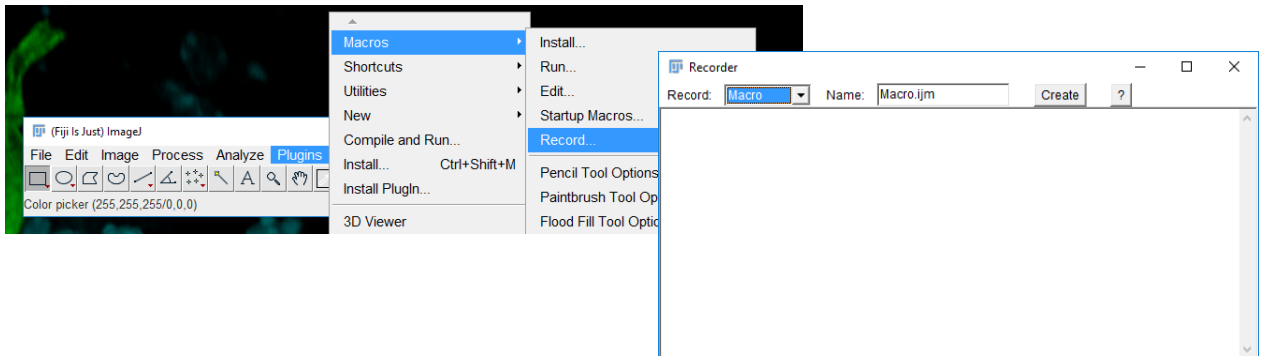 Macros
Shortcuts
Utilities
New
Compile and Run...
Install... Ctrl+Shift+M
Install PlugIn...
3D Viewer
Install...
Run...
Edit...
Startup Macros...
Record...
Pencil Tool Options
Paintbrush Tool Op
Flood Fill Tool Optio
(Fiji Is Just) ImageJ
File Edit Image Process Analyze Plugins
A
Color picker (255,255,255/0,0,0)
Recorder
Record: Macro Name: Macro.ijm Create ?